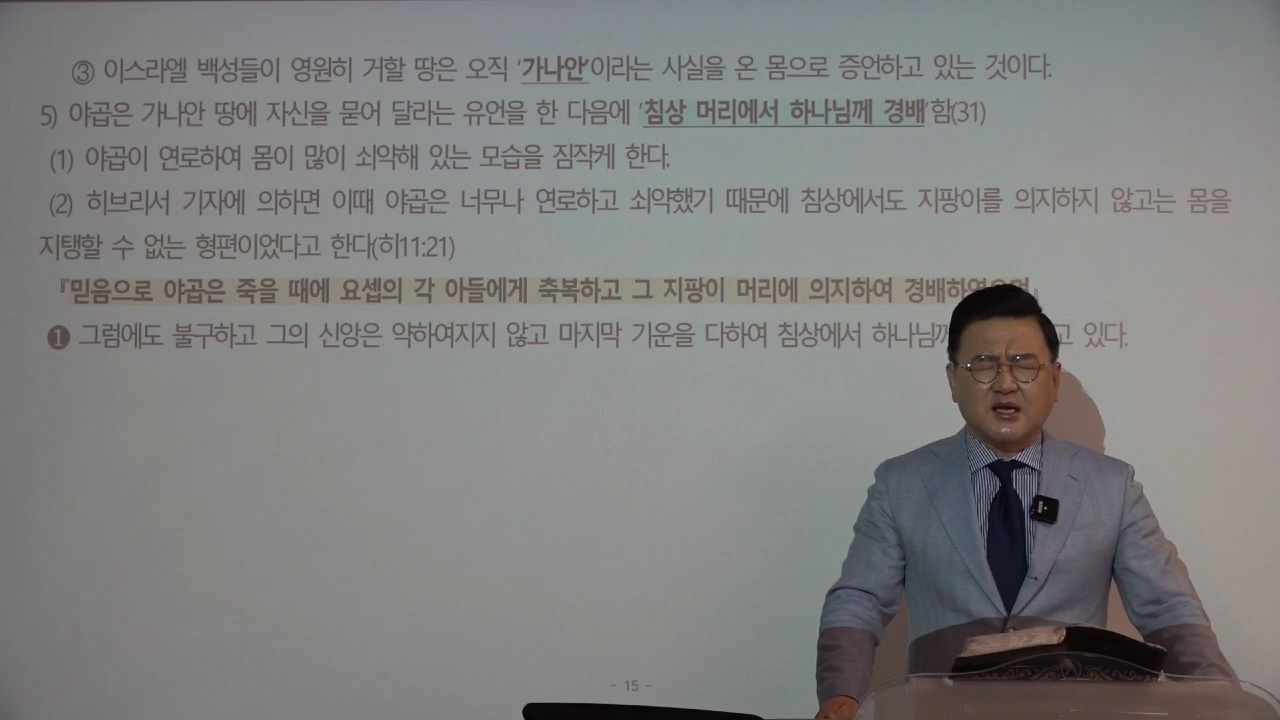 ③ 이스라엘 백성들이 영원히 거할 땅은 오직 '가나안'이라는 사실을 온 몸으로 증언하고 있는 것이다.
5) 야곱은 가나안 땅에 자신을 묻어 달라는 유언을 한 다음에 '침상 머리에서 하나님께 경배'함(31)
(1) 야곱이 연로하여 몸이 많이 쇠약해 있는 모습을 짐작케 한다.
(2) 히브리서 기자에 의하면 이때 야곱은 너무나 연로하고 쇠약했기 때문에 침상에서도 지팡이를 의지하지 않고는 몸을
지탱할 수 없는 형편이었다고 한다(히11:21)
『믿음으로 야곱은 죽을 때에 요셉의 각 아들에게 축복하고 그 지팡이 머리에 의지하여 경배하였으며』
❶ 그럼에도 불구하고 그의 신앙은 약하여지지 않고 마지막 기운을 다하여 침상에서 하나님께 고 있다.
- 15 -